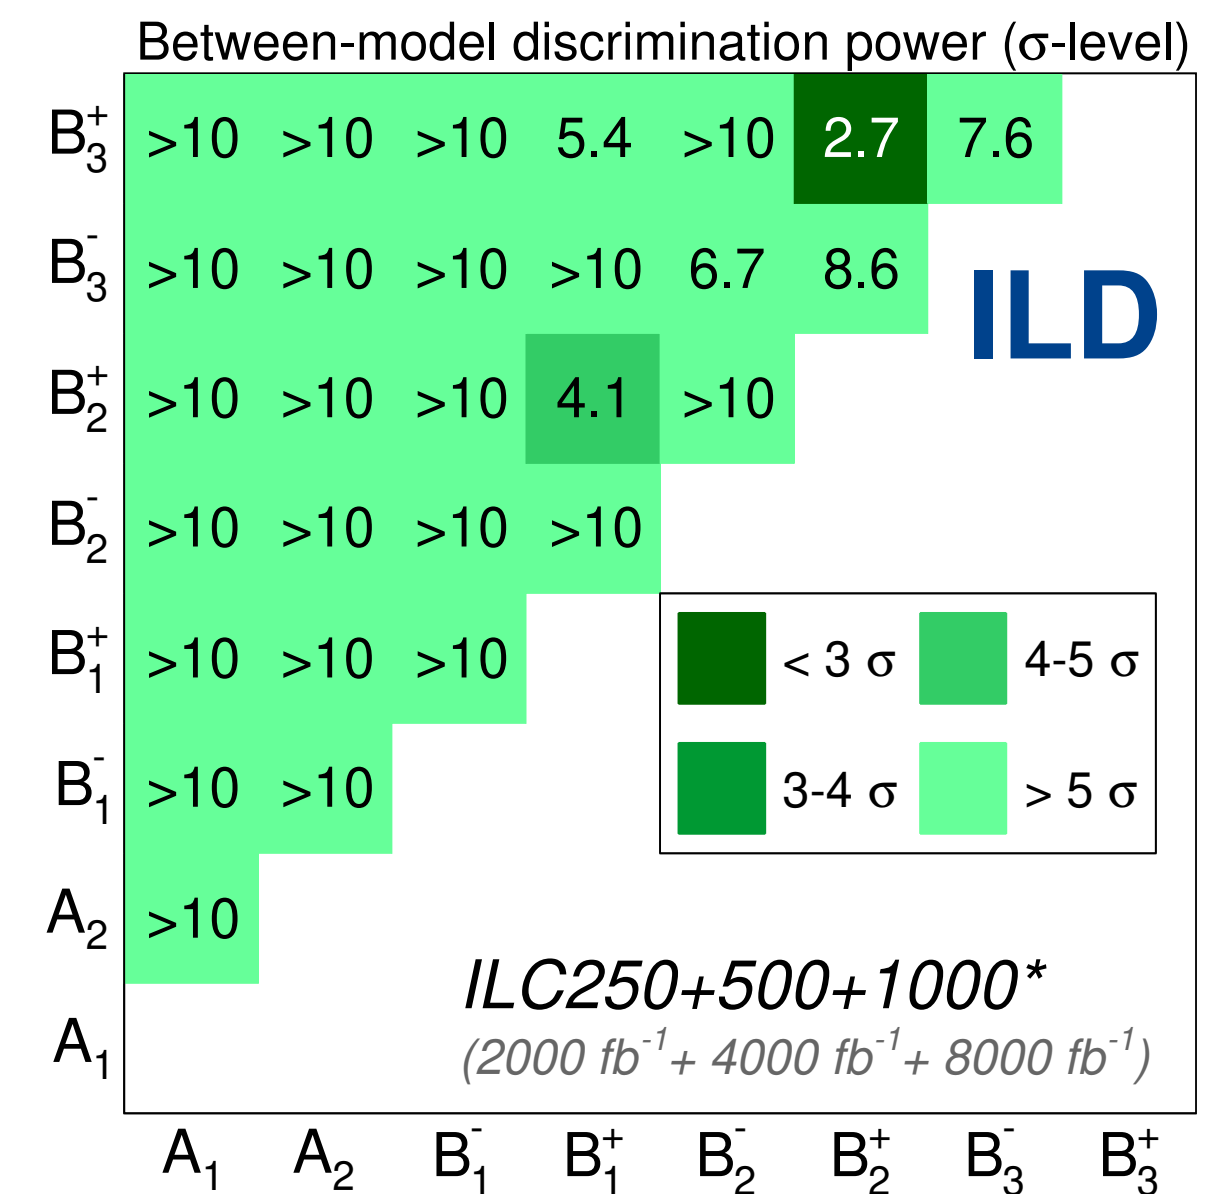 Between-model discrimination power (σ-level)
B₃⁺ >10 >10 >10 5.4 >10 2.7 7.6
B₃⁻ >10 >10 >10 >10 6.7 8.6
ILD
B₂⁺ >10 >10 >10 4.1 >10
B₂⁻ >10 >10 >10 >10
B₁⁺ >10 >10 >10
< 3 σ 4-5 σ
B₁⁻ >10 >10
3-4 σ > 5 σ
A₂ >10
ILC250+500+1000*
A₁
(2000 fb⁻¹+ 4000 fb⁻¹+ 8000 fb⁻¹)
A₁ A₂ B₁⁻ B₁⁺ B₂⁻ B₂⁺ B₃⁻ B₃⁺